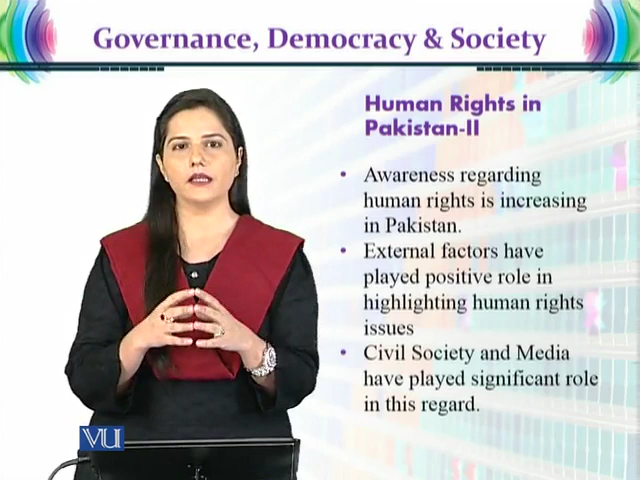 Governance, Democracy & Society
Human Rights in
Pakistan-II
• Awareness regarding
human rights is increasing
in Pakistan.
• External factors have
played positive role in
highlighting human rights
issues
• Civil Society and Media
have played significant role
in this regard.
VU